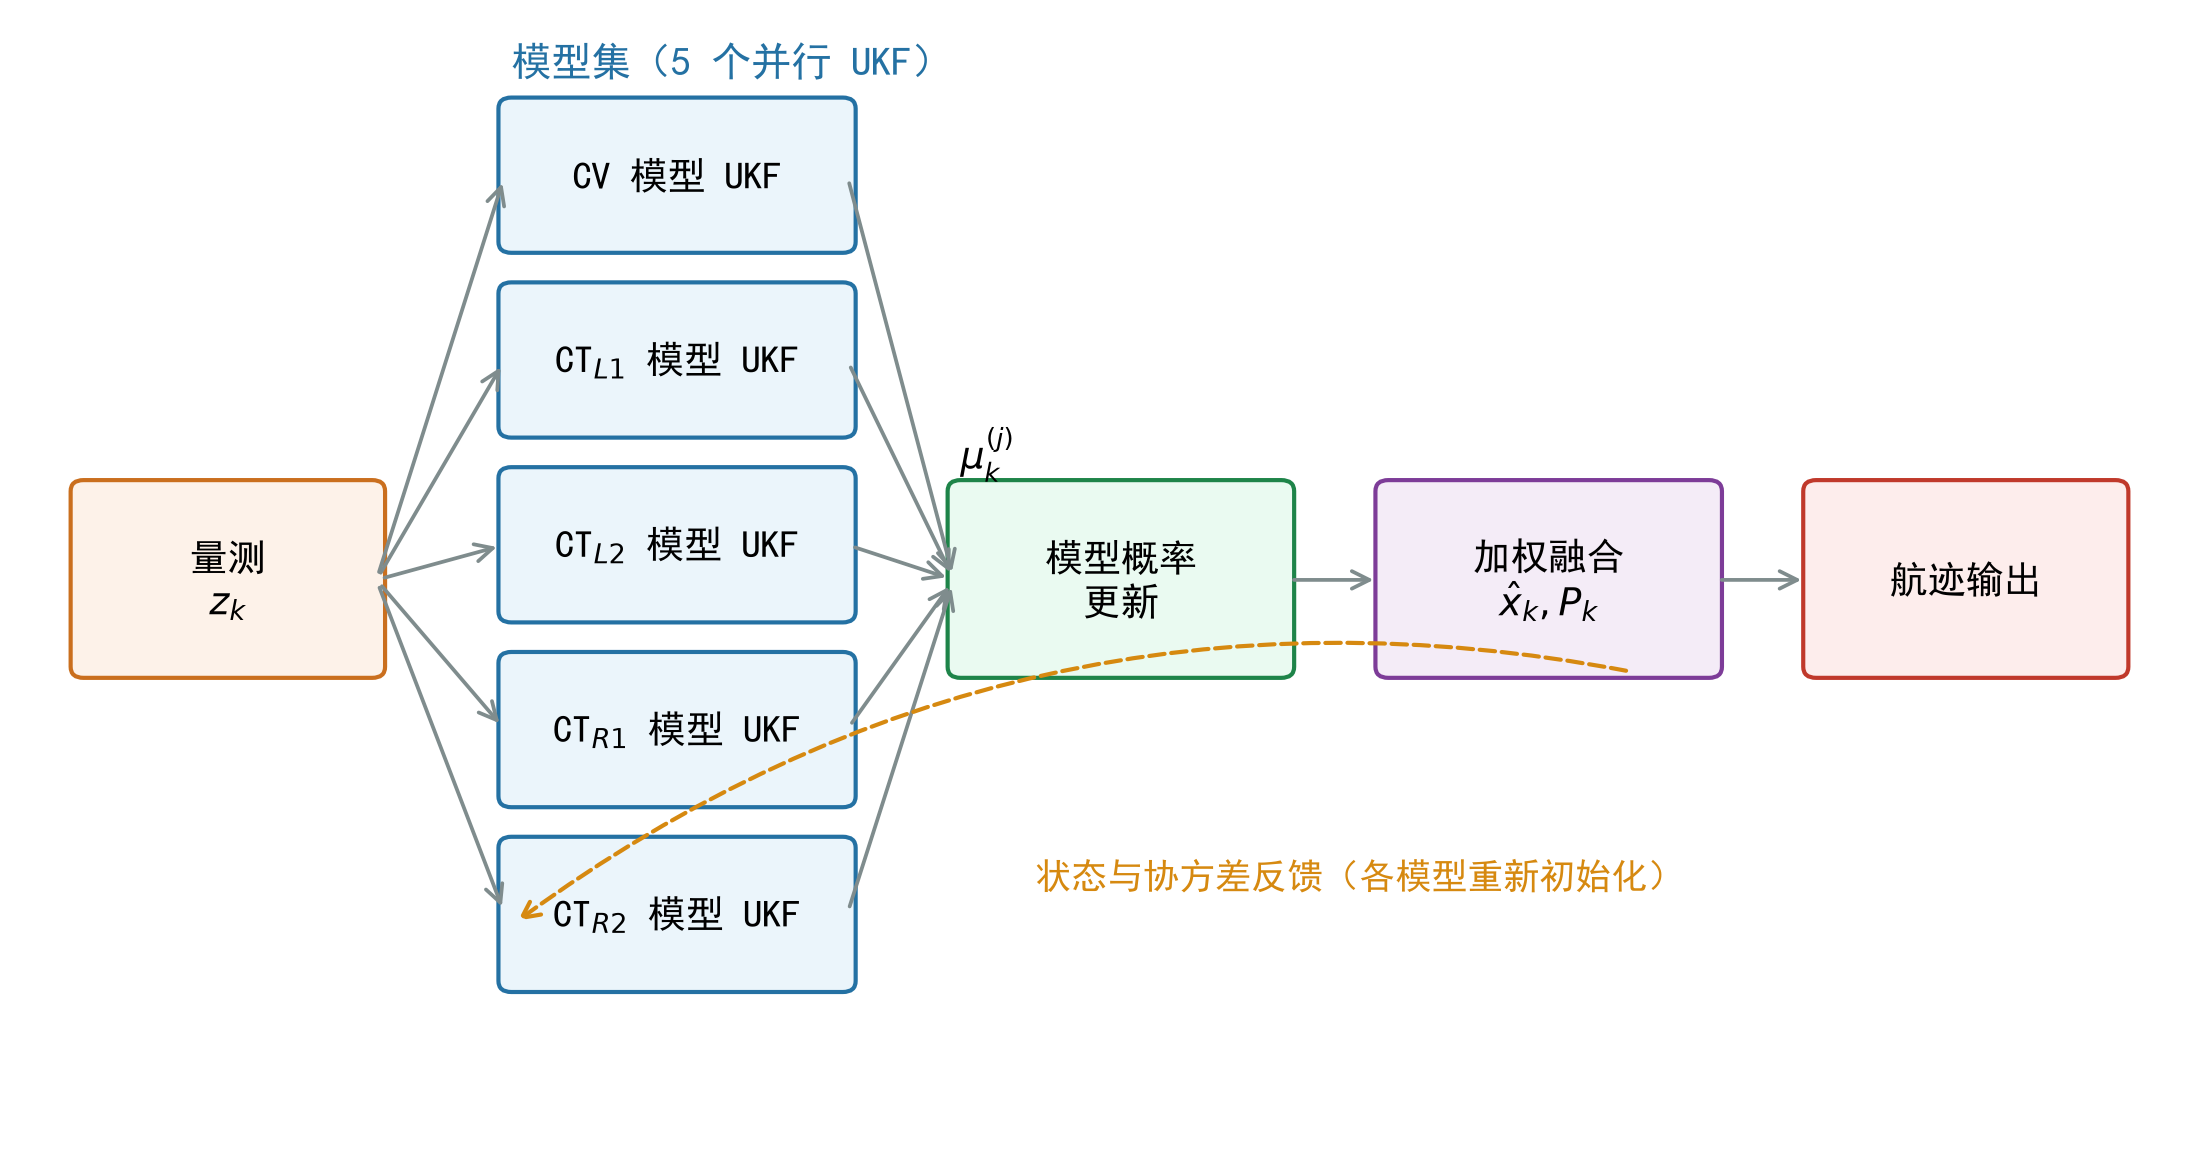 模型集（5 个并行 UKF）
CV 模型 UKF
CT_{L1} 模型 UKF
CT_{L2} 模型 UKF
CT_{R1} 模型 UKF
CT_{R2} 模型 UKF
量测
z_k
μ_k^{(j)}
模型概率
更新
加权融合
x̂_k, P_k
航迹输出
状态与协方差反馈（各模型重新初始化）